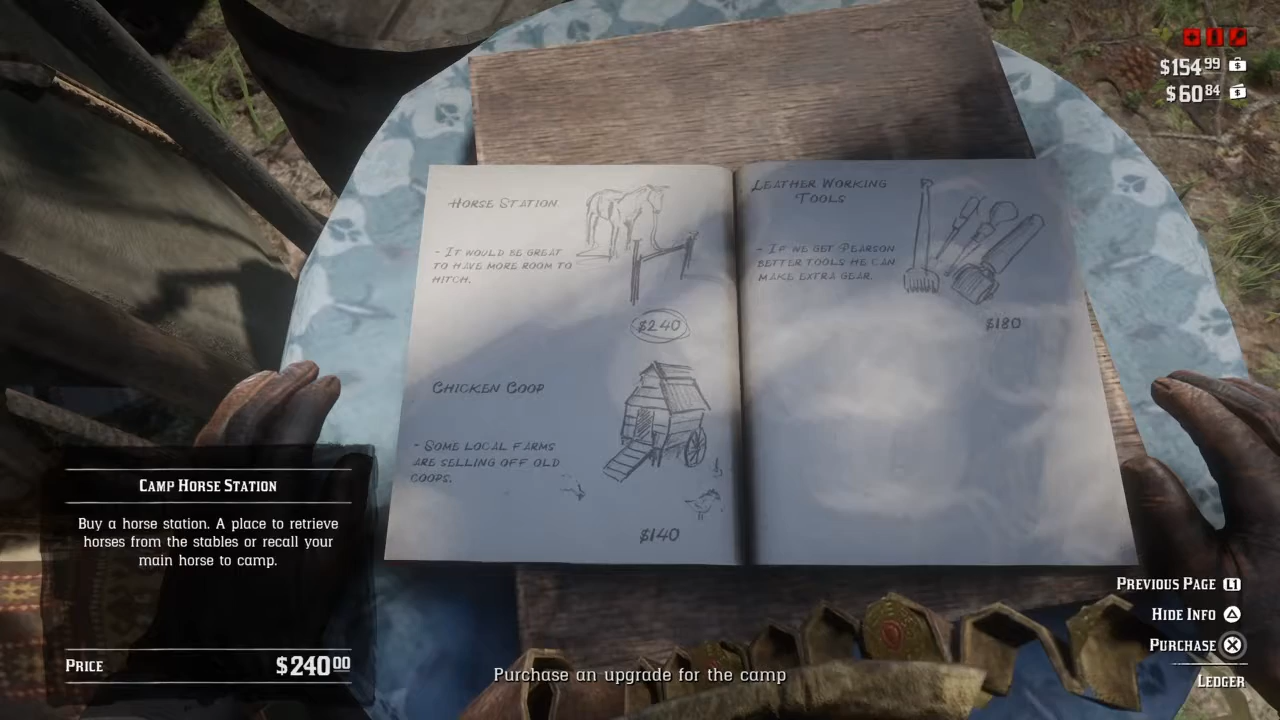 $154 99
$60 84
Horse Station
- It would be great
to have more room to
hitch.
$240
Chicken Coop
- Some local farms
are selling off old
coops.
$140
Leather Working
Tools
- If we get Pearson
better tools he can
make extra gear.
$180
Camp Horse Station
Buy a horse station. A place to retrieve
horses from the stables or recall your
main horse to camp.
Price $240 00
Purchase an upgrade for the camp
Previous Page L1
Hide Info
Purchase
Ledger